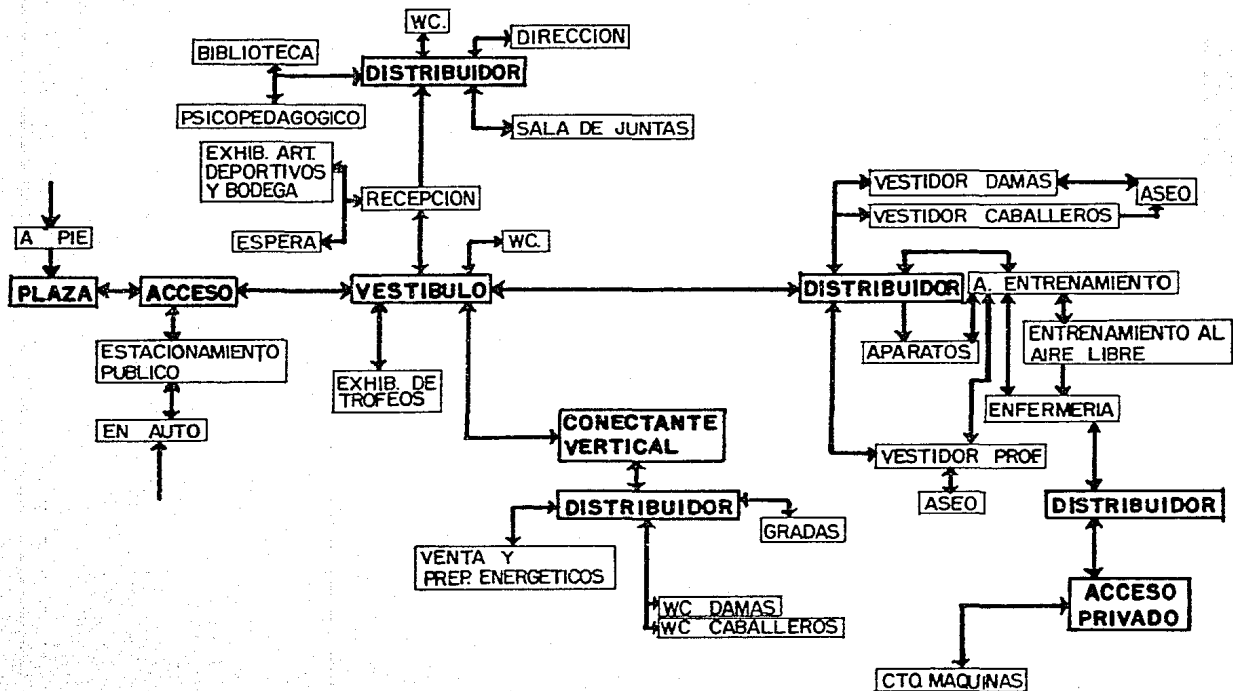 WC.
DIRECCION
BIBLIOTECA
DISTRIBUIDOR
PSICOPEDAGOGICO
SALA DE JUNTAS
EXHIB. ART.
DEPORTIVOS
Y BODEGA
RECEPCION
ESPERA
WC.
A PIE
PLAZA
ACCESO
VESTIBULO
ESTACIONAMIENTO
PUBLICO
EN AUTO
EXHIB. DE
TROFEOS
CONECTANTE
VERTICAL
DISTRIBUIDOR
GRADAS
VENTA Y
PREP. ENERGETICOS
WC DAMAS
WC CABALLEROS
VESTIDOR DAMAS
ASEO
VESTIDOR CABALLEROS
DISTRIBUIDOR
A. ENTRENAMIENTO
APARATOS
ENTRENAMIENTO AL
AIRE LIBRE
ENFERMERIA
VESTIDOR PROF
ASEO
DISTRIBUIDOR
ACCESO
PRIVADO
CTO. MAQUINAS